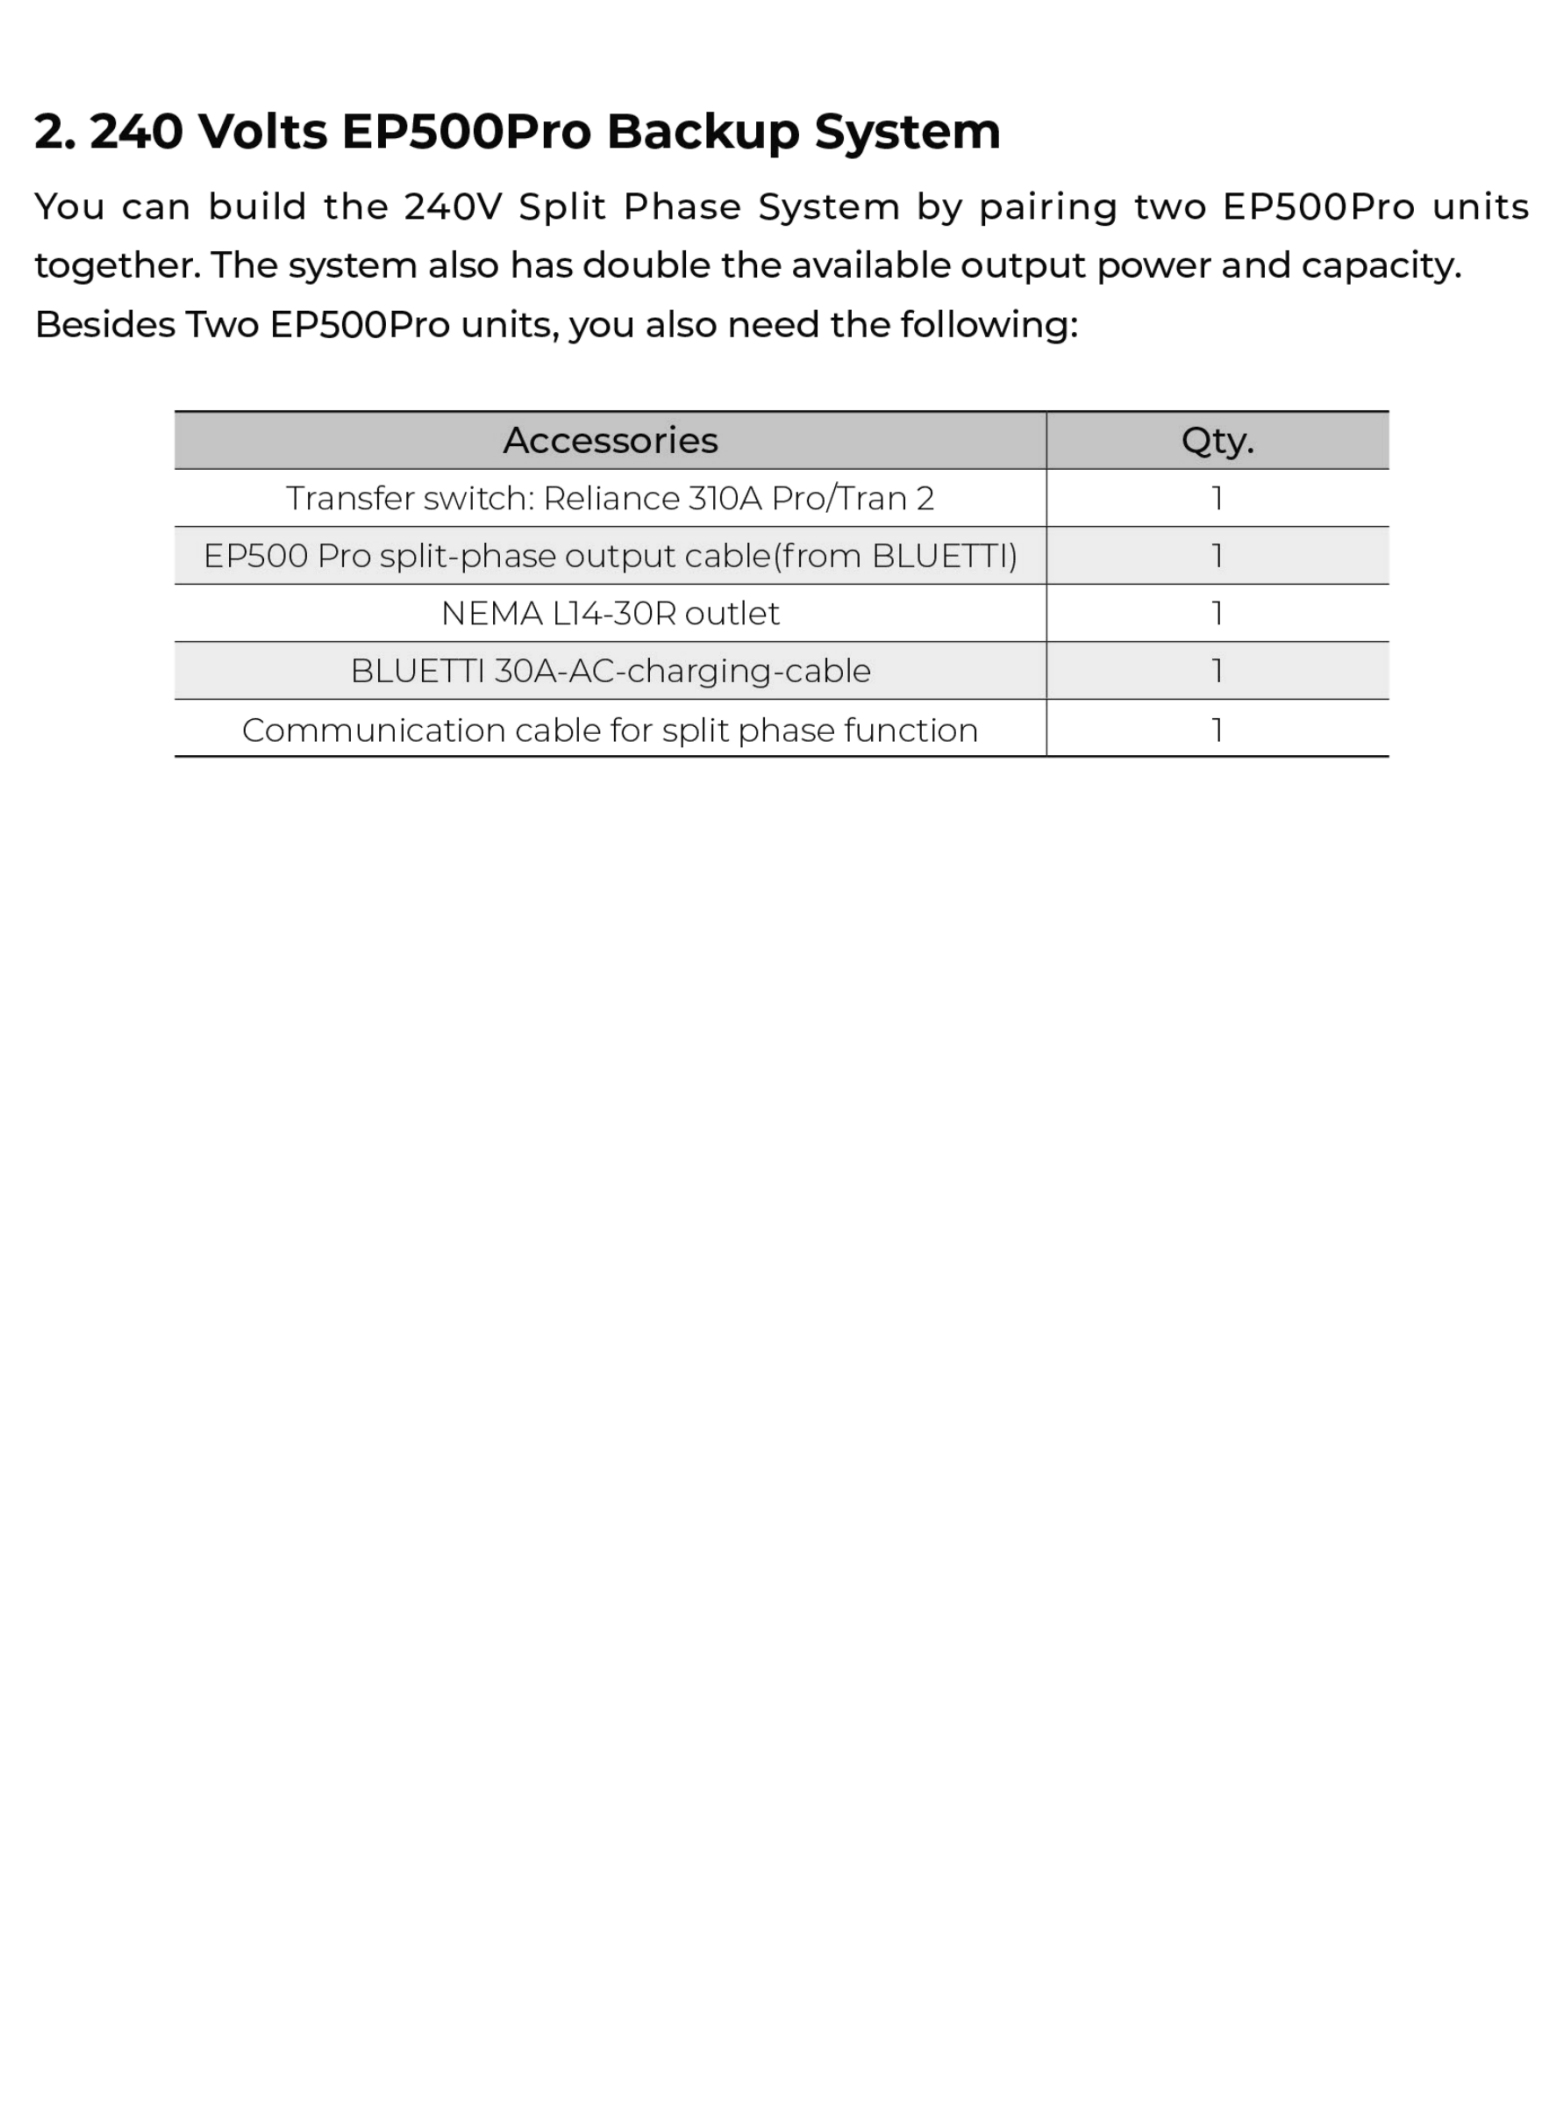 2. 240 Volts EP500Pro Backup System
You can build the 240V Split Phase System by pairing two EP500Pro units
together. The system also has double the available output power and capacity.
Besides Two EP500Pro units, you also need the following:
Accessories Qty.
Transfer switch: Reliance 310A Pro/Tran 2 1
EP500 Pro split-phase output cable(from BLUETTI) 1
NEMA L14-30R outlet 1
BLUETTI 30A-AC-charging-cable 1
Communication cable for split phase function 1